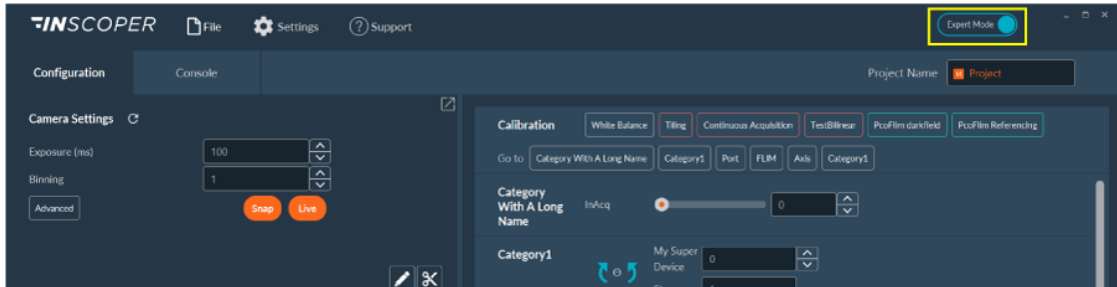 INSCOPER File Settings ? Support Expert Mode
Configuration Console Project Name Project
Camera Settings
Exposure (ms) 100
Binning 1
Advanced Snap Live
Calibration White Balance Tiling Continuous Acquisition TestBilinear PcoFlim darkfield PcoFlim Referencing
Go to Category With A Long Name Category1 Port FLIM Axis Category1
Category
With A Long InAcq 0
Name
Category1 My Super
Device 0